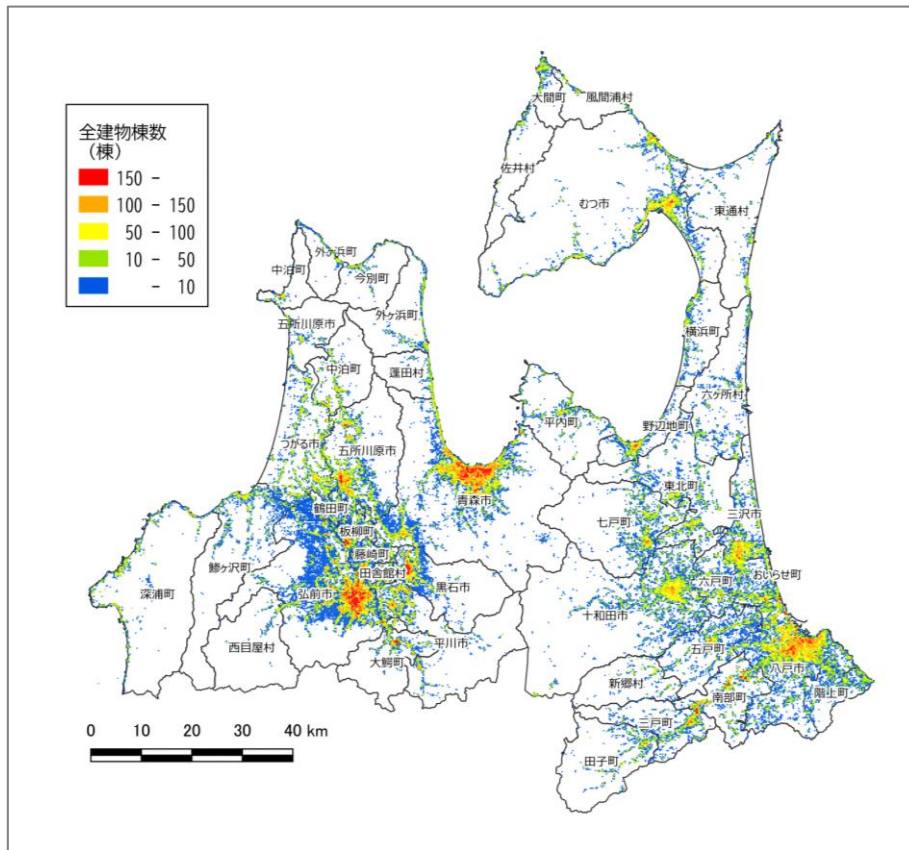 全建物棟数
(棟)
150 -
100 - 150
50 - 100
10 - 50
- 10
大間町
風間浦村
佐井村
むつ市
東通村
外ヶ浜町
中泊町
今別町
五所川原市
外ヶ浜町
横浜町
中泊町
蓬田村
六ヶ所村
平内町
野辺地町
つがる市
五所川原市
東北町
青森市
鶴田町
七戸町
三沢市
板柳町
藤崎町
鰺ヶ沢町
田舎館村
おいらせ町
六戸町
黒石市
深浦町
弘前市
十和田市
平川市
西目屋村
五戸町
大鰐町
八戸市
新郷村
南部町
階上町
三戸町
田子町
0 10 20 30 40 km